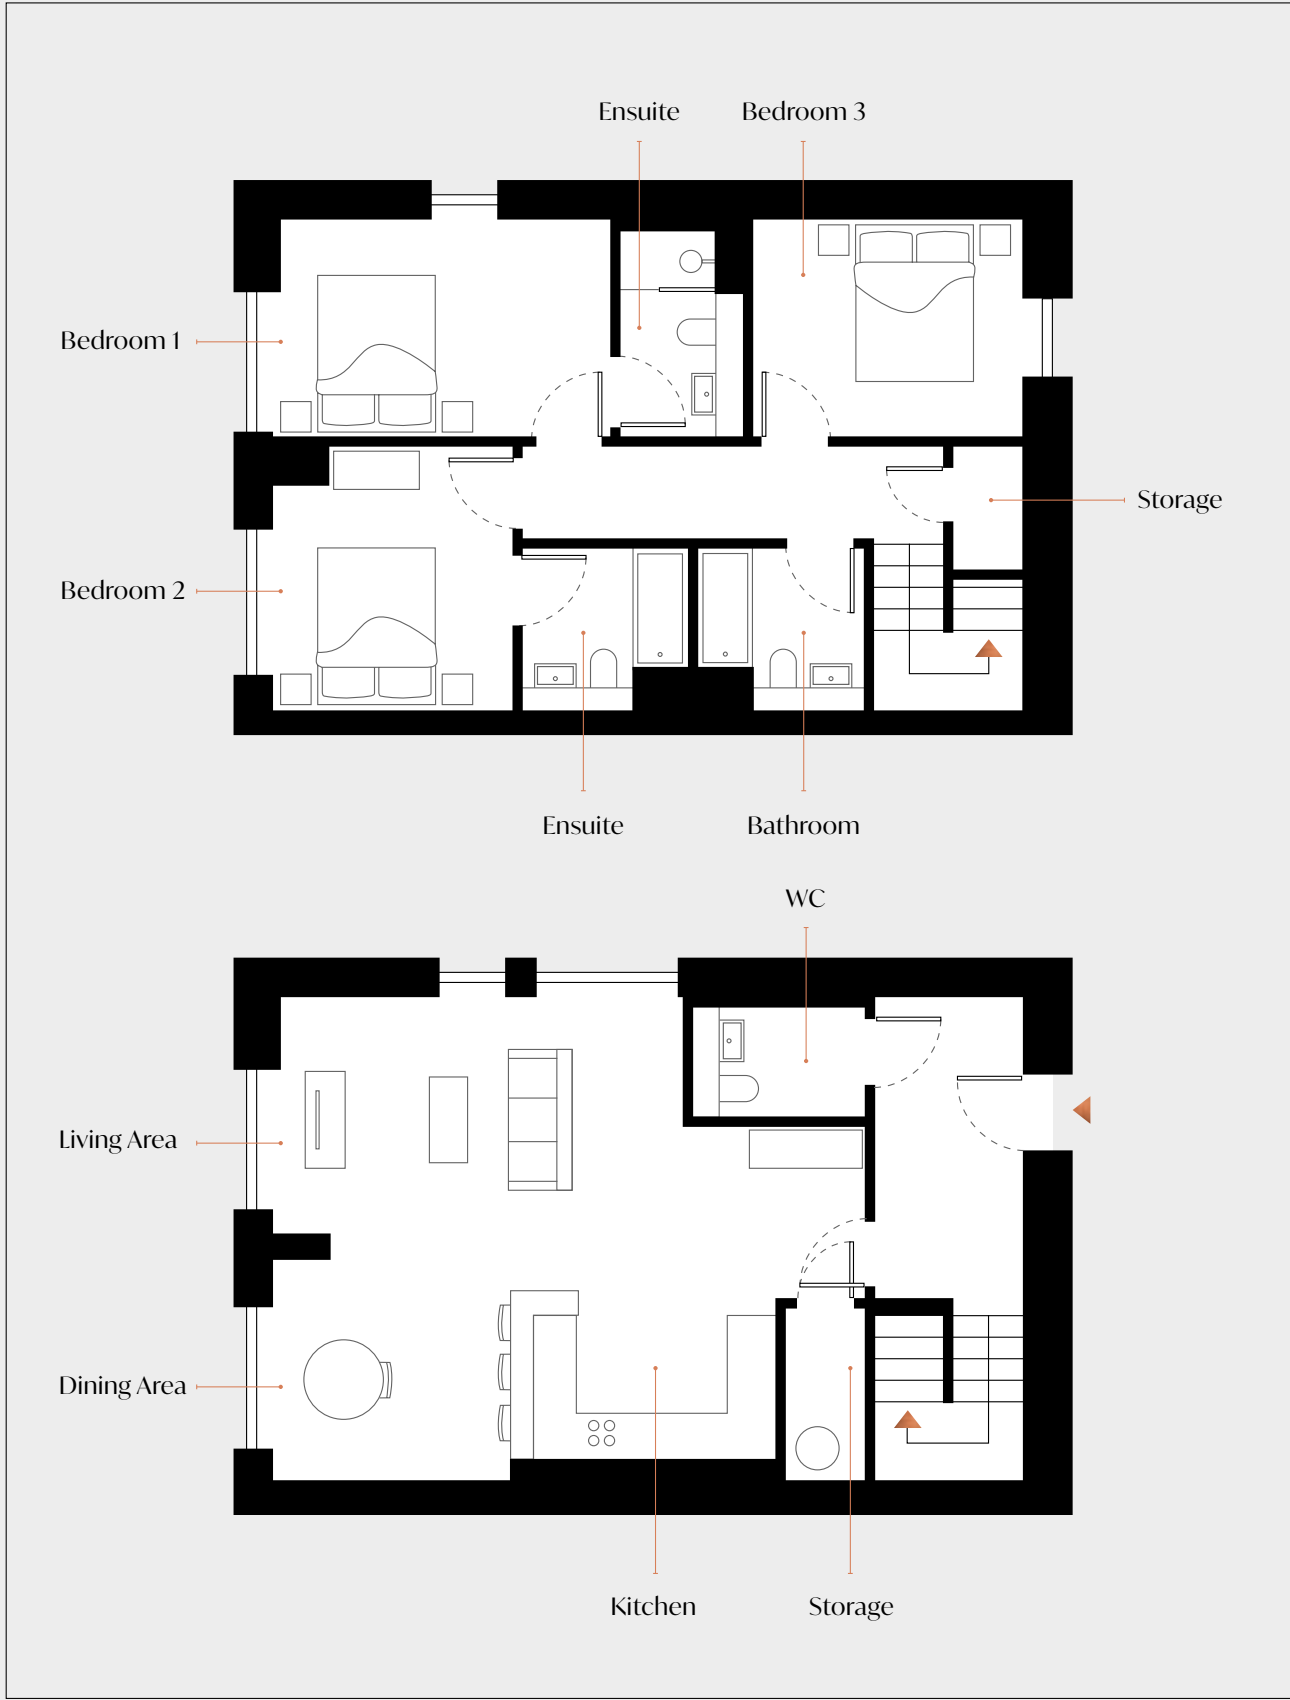 Ensuite
Bedroom 3
Bedroom 1
Storage
Bedroom 2
Ensuite
Bathroom
WC
Living Area
Dining Area
Kitchen
Storage